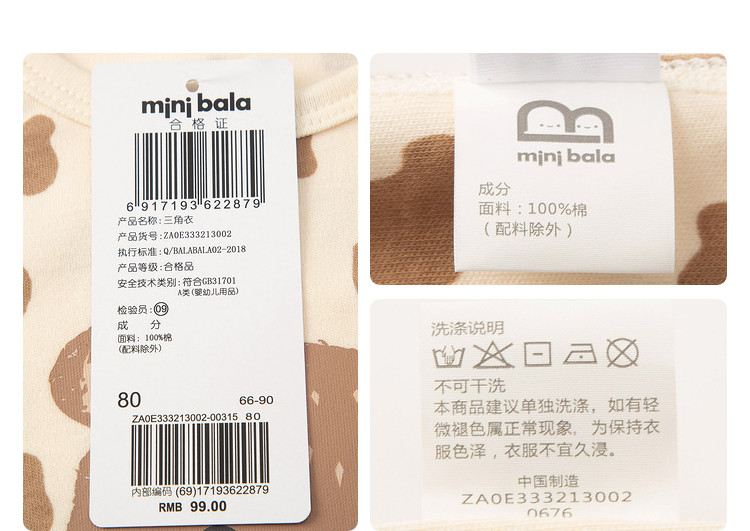 mini bala
合格证
6 917193 622879
产品名称:三角衣
产品货号:ZA0E333213002
执行标准:Q/BALABALA02-2018
产品等级:合格品
安全技术类别:符合GB31701
A类(婴幼儿用品)
检验员:09
成 分
面料:100%棉
(配料除外)
80 66-90
ZA0E333213002-00315 80
内部编码 (69)17193622879
RMB 99.00
mini bala
成分
面料：100%棉
（配料除外）
洗涤说明
不可干洗
本商品建议单独洗涤，如有轻
微褪色属正常现象，为保持衣
服色泽，衣服不宜久浸。
中国制造
ZA0E333213002
0676